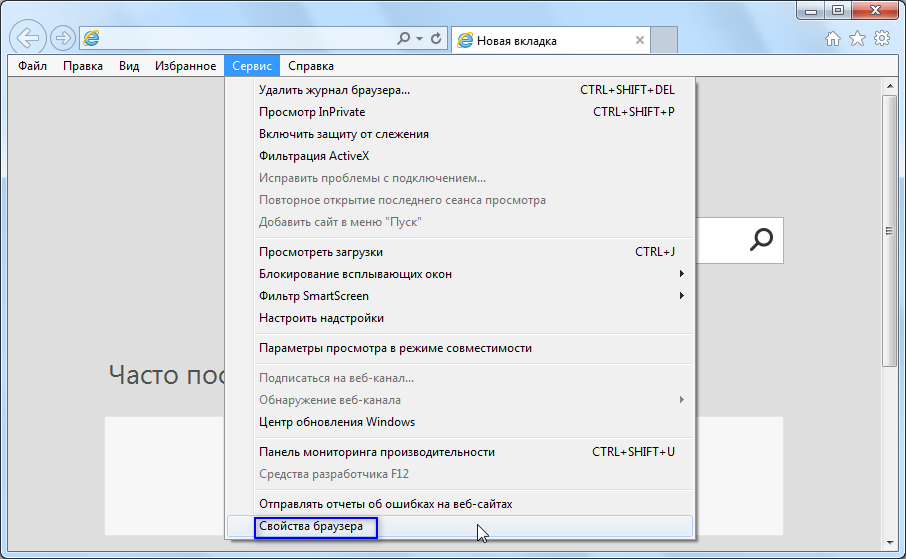 Новая вкладка
Файл Правка Вид Избранное Сервис Справка
Удалить журнал браузера... CTRL+SHIFT+DEL
Просмотр InPrivate CTRL+SHIFT+P
Включить защиту от слежения
Фильтрация ActiveX
Исправить проблемы с подключением...
Повторное открытие последнего сеанса просмотра
Добавить сайт в меню "Пуск"
Просмотреть загрузки CTRL+J
Блокирование всплывающих окон
Фильтр SmartScreen
Настроить надстройки
Параметры просмотра в режиме совместимости
Часто пос
Подписаться на веб-канал...
Обнаружение веб-канала
Центр обновления Windows
Панель мониторинга производительности CTRL+SHIFT+U
Средства разработчика F12
Отправлять отчеты об ошибках на веб-сайтах
Свойства браузера